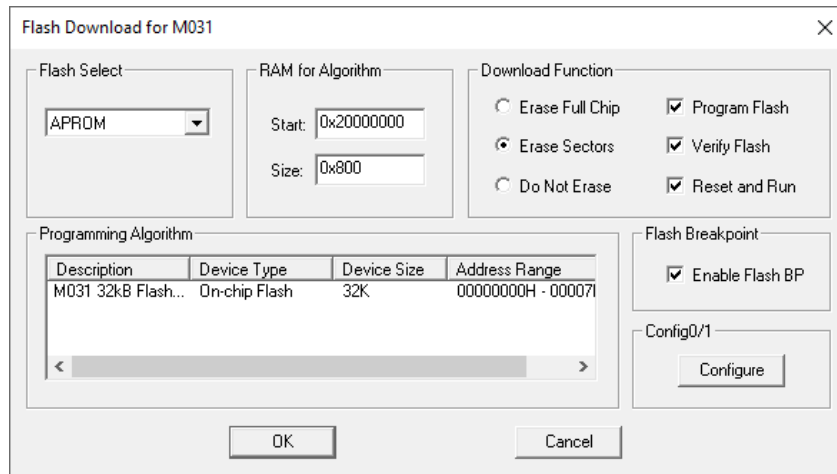 Flash Download for M031
Flash Select
APROM
RAM for Algorithm
Start: 0x20000000
Size: 0x800
Download Function
Erase Full Chip
Erase Sectors
Do Not Erase
Program Flash
Verify Flash
Reset and Run
Programming Algorithm
Description Device Type Device Size Address Range
M031 32kB Flash... On-chip Flash 32K 00000000H - 00007
Flash Breakpoint
Enable Flash BP
Config0/1
Configure
OK
Cancel